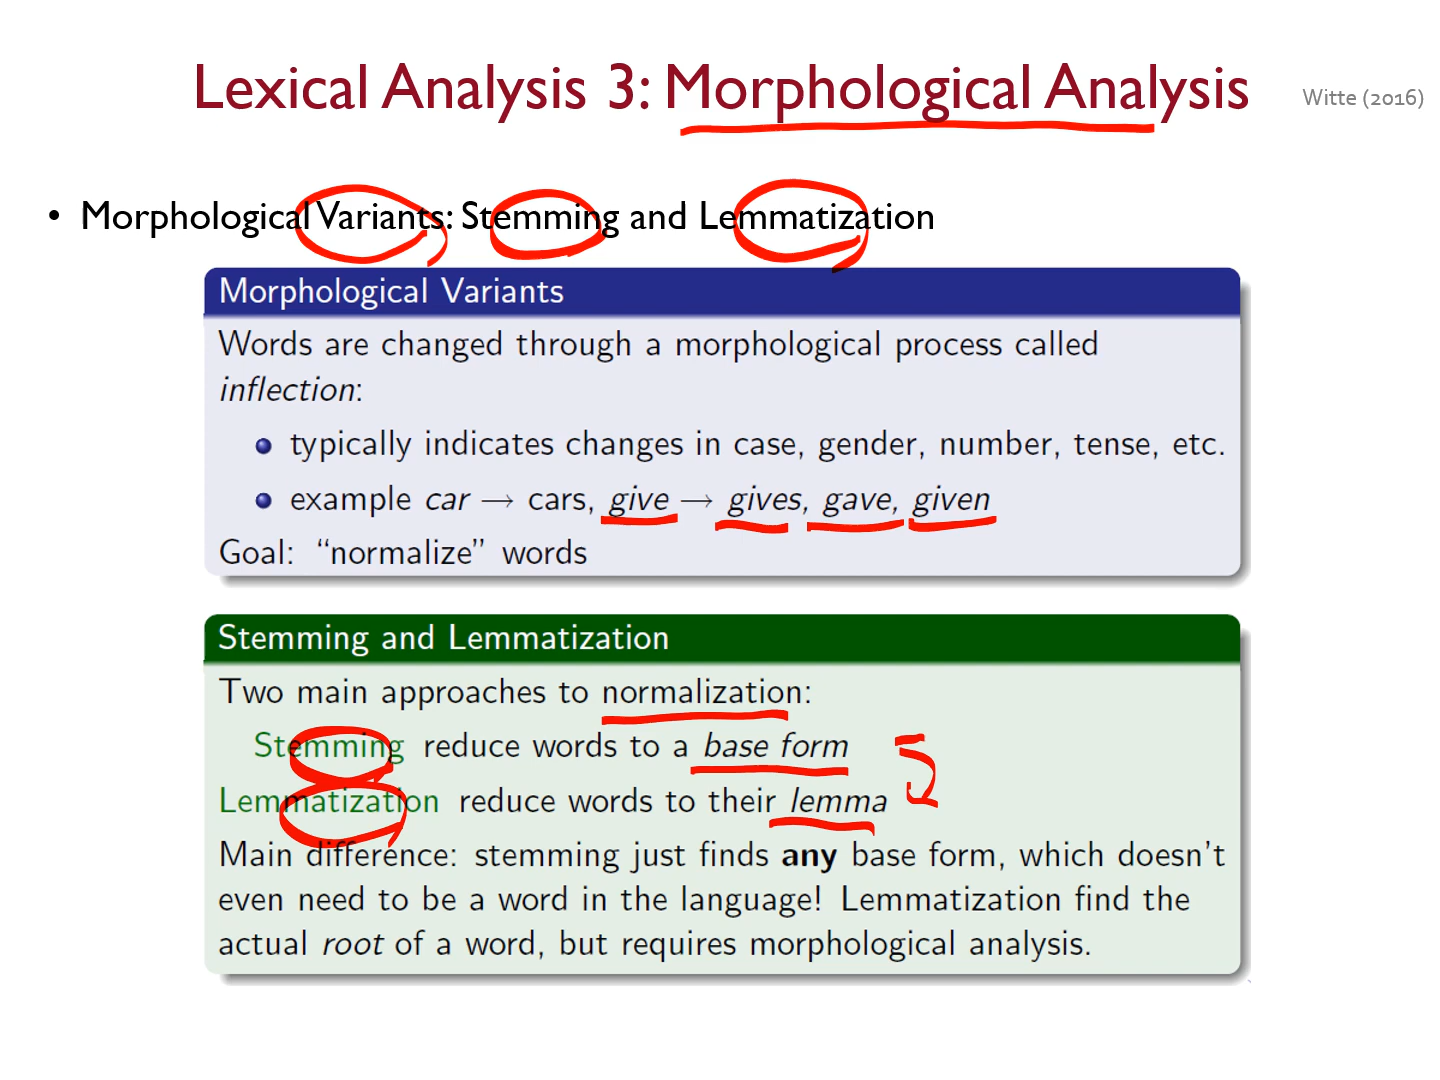 Lexical Analysis 3: Morphological Analysis
Witte (2016)
• Morphological Variants: Stemming and Lemmatization
Morphological Variants
Words are changed through a morphological process called
inflection:
typically indicates changes in case, gender, number, tense, etc.
example car → cars, give → gives, gave, given
Goal: “normalize” words
Stemming and Lemmatization
Two main approaches to normalization:
Stemming reduce words to a base form
Lemmatization reduce words to their lemma
Main difference: stemming just finds any base form, which doesn't
even need to be a word in the language! Lemmatization find the
actual root of a word, but requires morphological analysis.